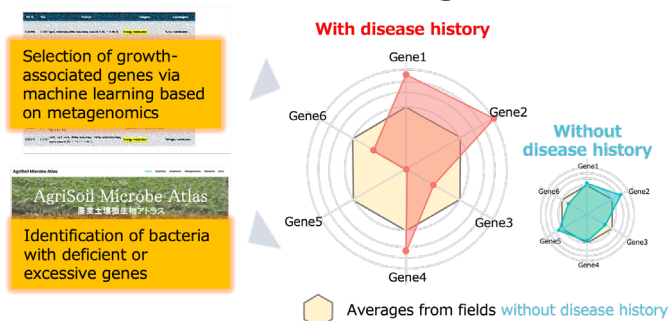 With disease history
Selection of growth-
associated genes via
machine learning based
on metagenomics
Gene1
Gene2
Gene3
Gene4
Gene5
Gene6
Without
disease history
Gene1
Gene2
Gene3
Gene4
Gene5
Gene6
AgriSoil Microbe Atlas
AgriSoil Microbe Atlas
農業土壌微生物アトラス
Identification of bacteria
with deficient or
excessive genes
Averages from fields without disease history